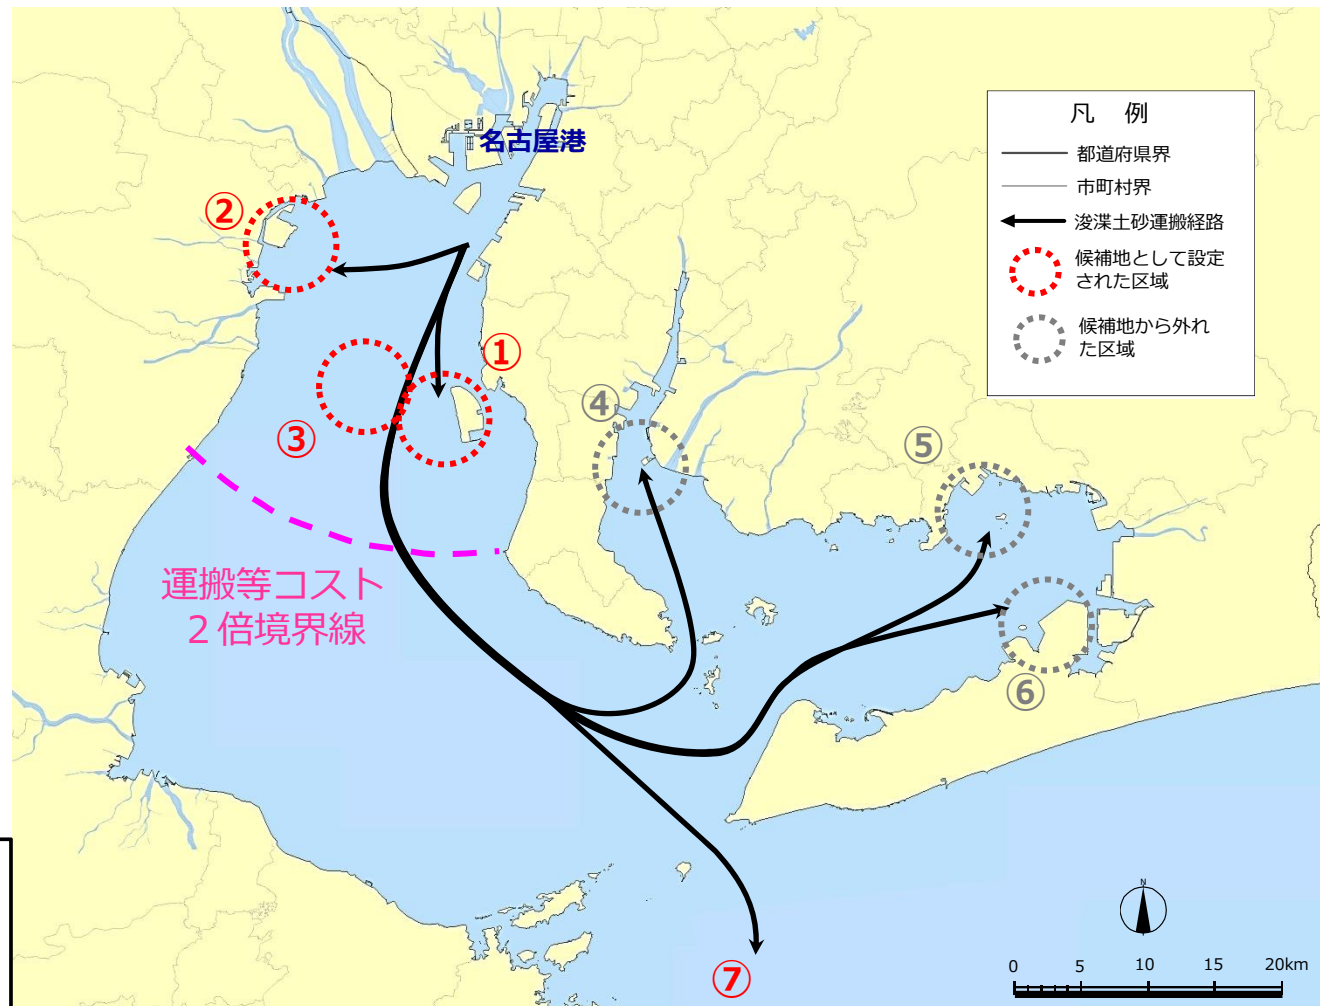 名古屋港
凡 例
都道府県界
市町村界
浚渫土砂運搬経路
候補地として設定
された区域
候補地から外れ
た区域
②
①
③
④
⑤
⑥
⑦
運搬等コスト
2倍境界線
N
0 5 10 15 20km